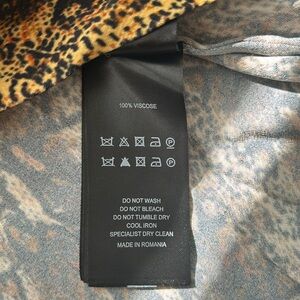 100% VISCOSE
DO NOT WASH
DO NOT BLEACH
DO NOT TUMBLE DRY
COOL IRON
SPECIALIST DRY CLEAN
MADE IN ROMANIA